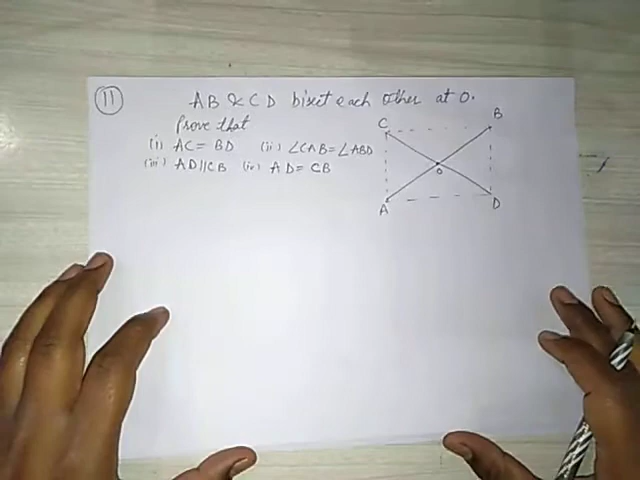 11 AB & CD bisect each other at O.
Prove that
(i) AC = BD (ii) ∠CAB = ∠ABD
(iii) AD||CB (iv) AD = CB
C B
O
A D